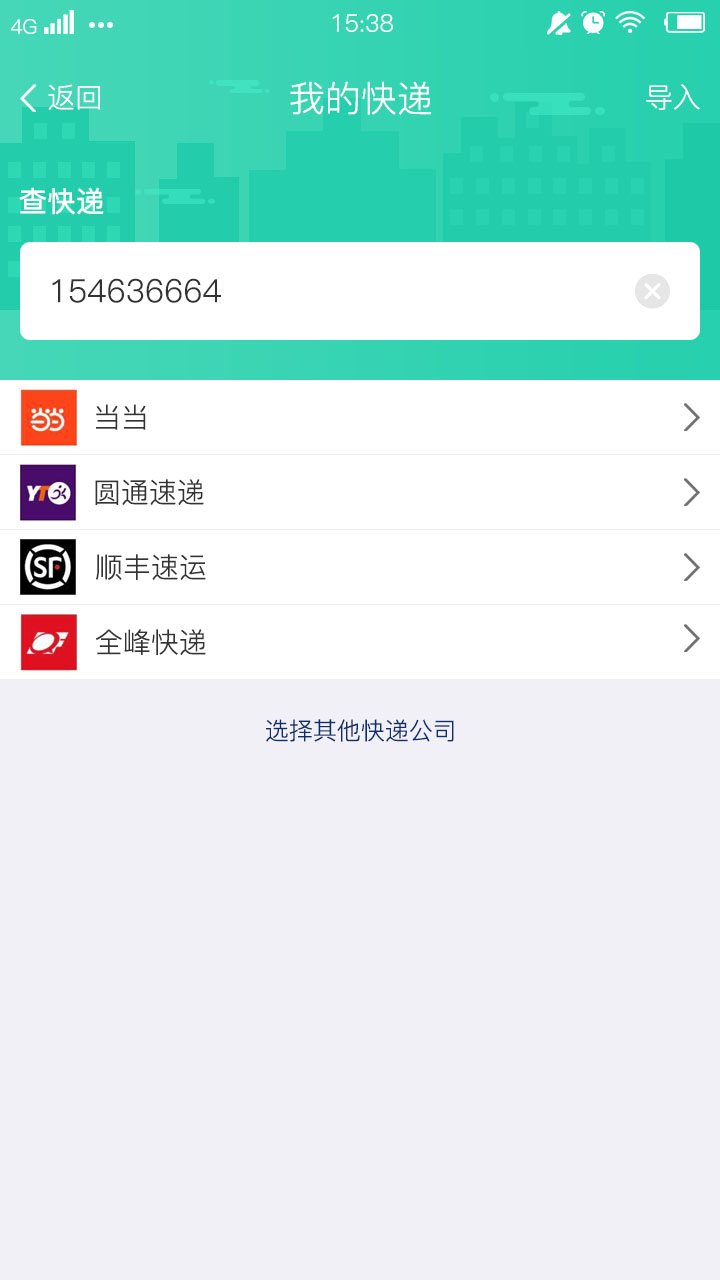 4G 15:38
返回 我的快递 导入
查快递
154636664
当当
YTO 圆通速递
SF 顺丰速运
全峰快递
选择其他快递公司